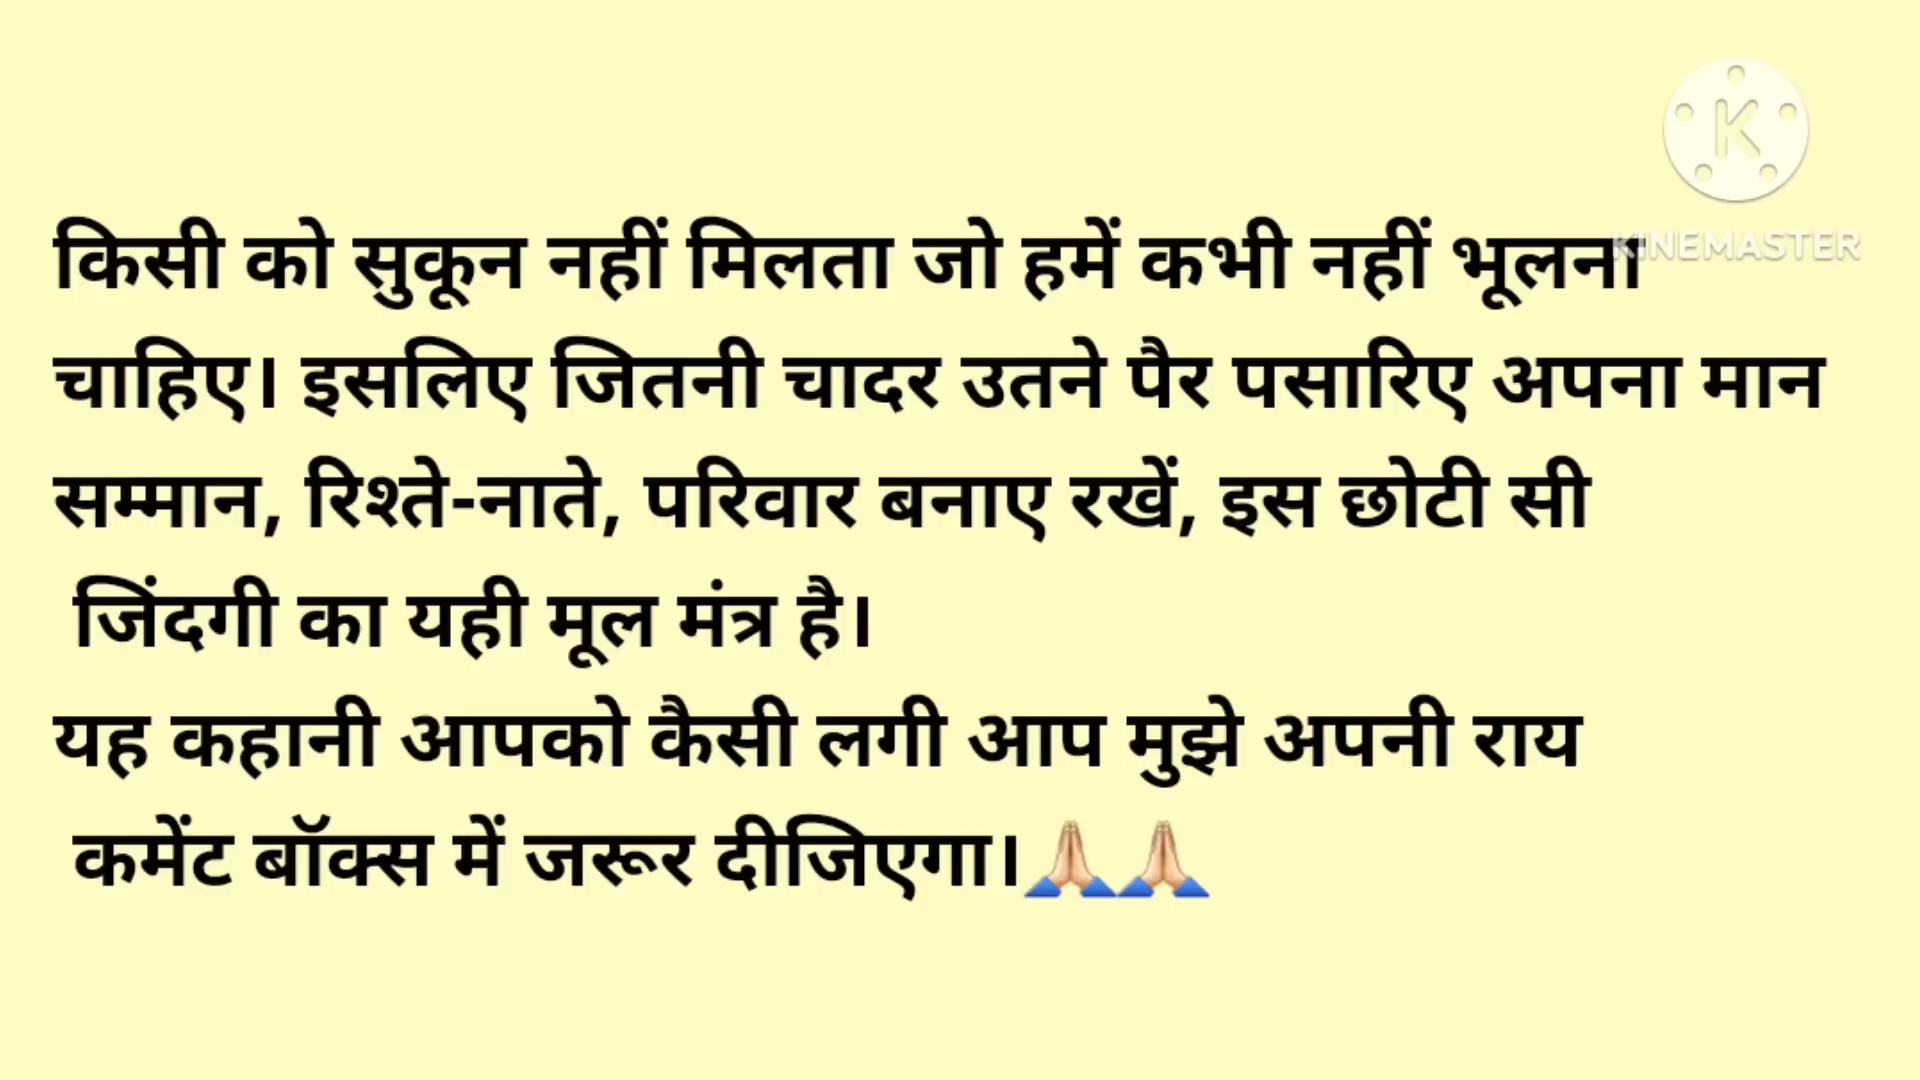 KINEMASTER
किसी को सुकून नहीं मिलता जो हमें कभी नहीं भूलना
चाहिए। इसलिए जितनी चादर उतने पैर पसारिए अपना मान
सम्मान, रिश्ते-नाते, परिवार बनाए रखें, इस छोटी सी
जिंदगी का यही मूल मंत्र है।
यह कहानी आपको कैसी लगी आप मुझे अपनी राय
कमेंट बॉक्स में जरूर दीजिएगा।🙏🏻🙏🏻